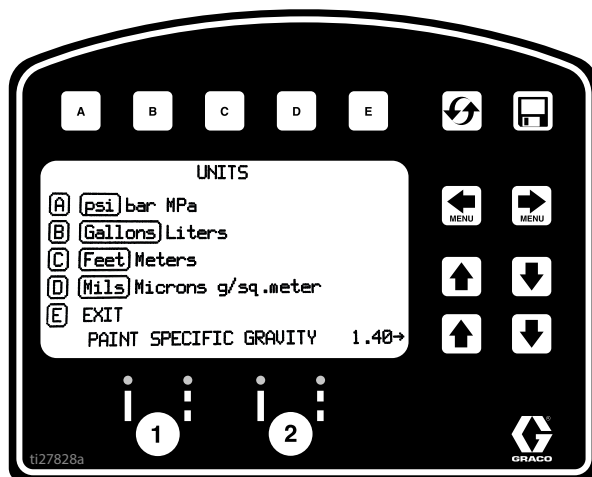 A B C D E
UNITS
A psi bar MPa
MENU MENU
B Gallons Liters
C Feet Meters
D Mils Microns g/sq.meter
E EXIT
PAINT SPECIFIC GRAVITY 1.40→
1 2
ti27828a
GRACO